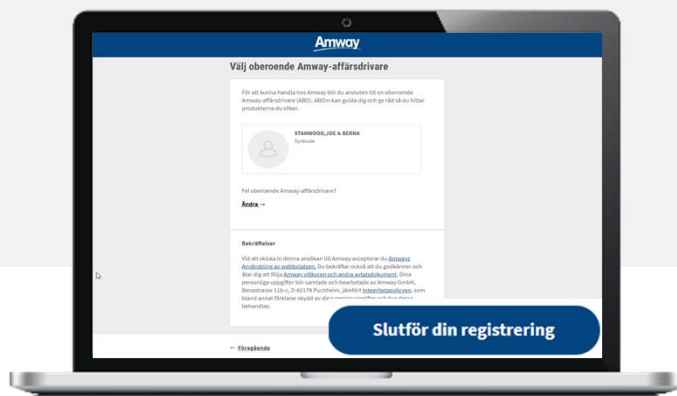 Amway
Välj oberoende Amway-affärsdrivare
För att kunna handla hos Amway blir du ansluten till en oberoende
Amway-affärsdrivare (ABO). ABO:n kan guida dig och ge råd så du hittar
produkterna du söker.
STANWOOD, JOE & BERNA
Syracuse
Fel oberoende Amway-affärsdrivare?
Ändra →
Bekräftelser
Vid att skicka in denna ansökan till Amway accepterar du Amways
Användning av webbplatsen. Du bekräftar också att du godkänner och
åtar dig att följa Amway villkoren och andra avtalsdokument. Dina
personliga uppgifter blir samlade och bearbetade av Amway GmbH,
Benzstrasse 11b-c, D-82178 Puchheim, jämfört Integritetspolicyen, som
bland annat förklarar skydd av dina
behandlas.
Slutför din registrering
← Föregående